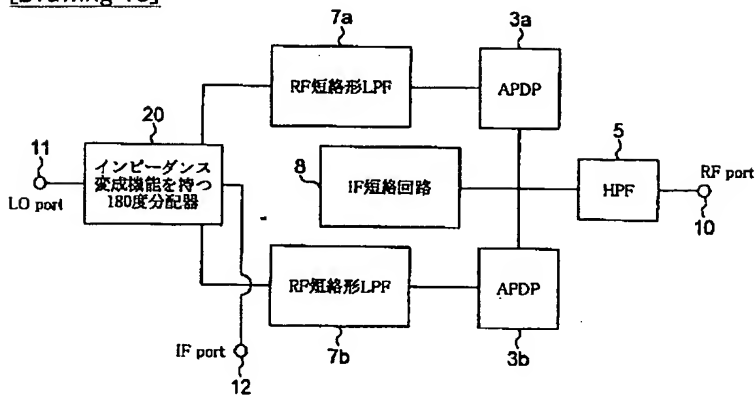 7a
3a
RF短絡形LPF
APDP
20
11
インピーダンス
変成機能を持つ
180度分配器
LO port
8
IF短絡回路
5
HPF
RF port
10
RF短絡形LPF
APDP
IF port
12
7b
3b